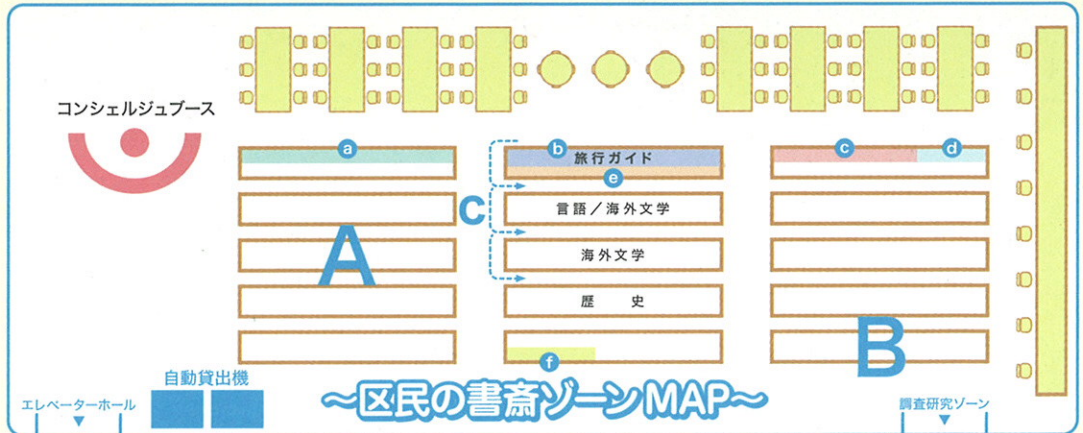 コンシェルジュブース
a
b
旅行ガイド
c
d
e
C
言語／海外文学
A
海外文学
歴 史
B
f
自動貸出機
〜区民の書斎ゾーンMAP〜
エレベーターホール
▼
調査研究ゾーン
▼